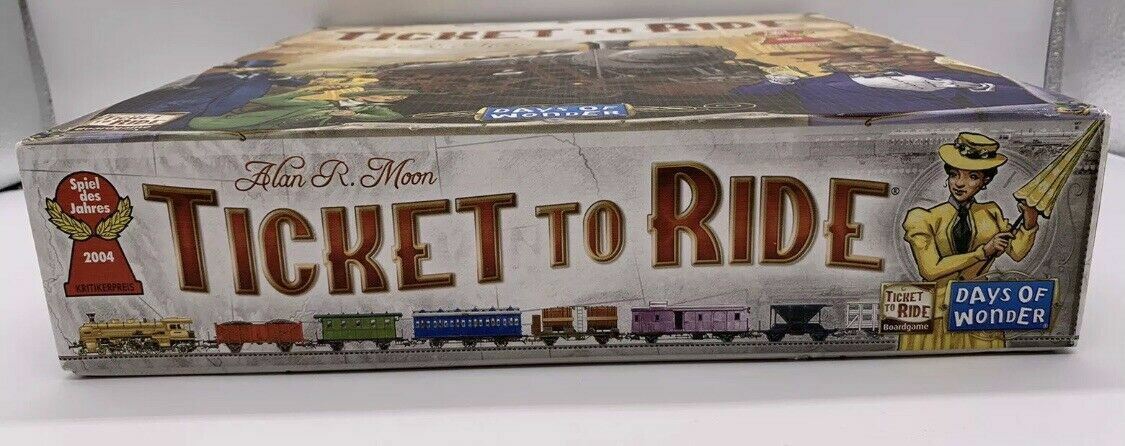 TICKET TO RIDE
DAYS OF
WONDER
Alan R. Moon
TICKET TO RIDE®
Spiel
des
Jahres
2004
KRITIKERPREIS
TICKET
TO RIDE
Boardgame
DAYS OF
WONDER®